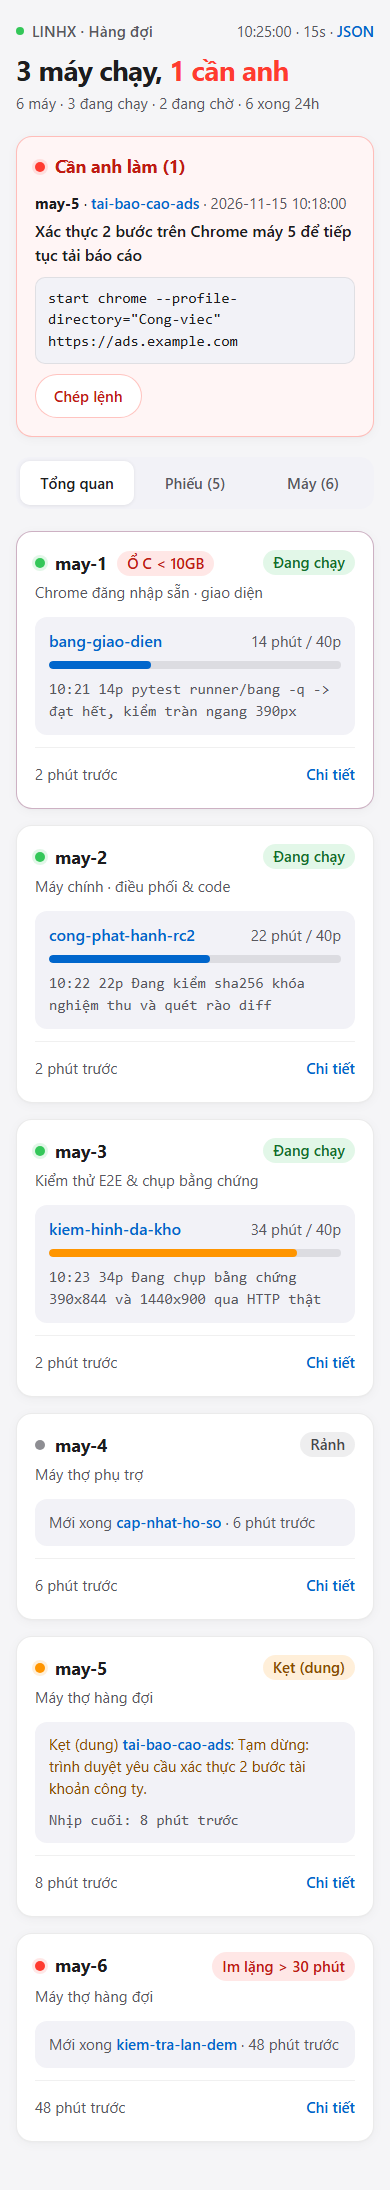 LINHX · Hàng đợi 10:25:00 · 15s · JSON
3 máy chạy, 1 cần anh
6 máy · 3 đang chạy · 2 đang chờ · 6 xong 24h
Cần anh làm (1)
may-5 · tai-bao-cao-ads · 2026-11-15 10:18:00
Xác thực 2 bước trên Chrome máy 5 để tiếp
tục tải báo cáo
start chrome --profile-
directory="Cong-viec"
https://ads.example.com
Chép lệnh
Tổng quan Phiếu (5) Máy (6)
may-1 Ổ C < 10GB Đang chạy
Chrome đăng nhập sẵn · giao diện
bang-giao-dien 14 phút / 40p
10:21 14p pytest runner/bang -q ->
đạt hết, kiểm tràn ngang 390px
2 phút trước Chi tiết
may-2 Đang chạy
Máy chính · điều phối & code
cong-phat-hanh-rc2 22 phút / 40p
10:22 22p Đang kiểm sha256 khóa
nghiệm thu và quét rào diff
2 phút trước Chi tiết
may-3 Đang chạy
Kiểm thử E2E & chụp bằng chứng
kiem-hinh-da-kho 34 phút / 40p
10:23 34p Đang chụp bằng chứng
390x844 và 1440x900 qua HTTP thật
2 phút trước Chi tiết
may-4 Rảnh
Máy thợ phụ trợ
Mới xong cap-nhat-ho-so · 6 phút trước
6 phút trước Chi tiết
may-5 Kẹt (dung)
Máy thợ hàng đợi
Kẹt (dung) tai-bao-cao-ads: Tạm dừng:
trình duyệt yêu cầu xác thực 2 bước tài
khoản công ty.
Nhịp cuối: 8 phút trước
8 phút trước Chi tiết
may-6 Im lặng > 30 phút
Máy thợ hàng đợi
Mới xong kiem-tra-lan-dem · 48 phút trước
48 phút trước Chi tiết